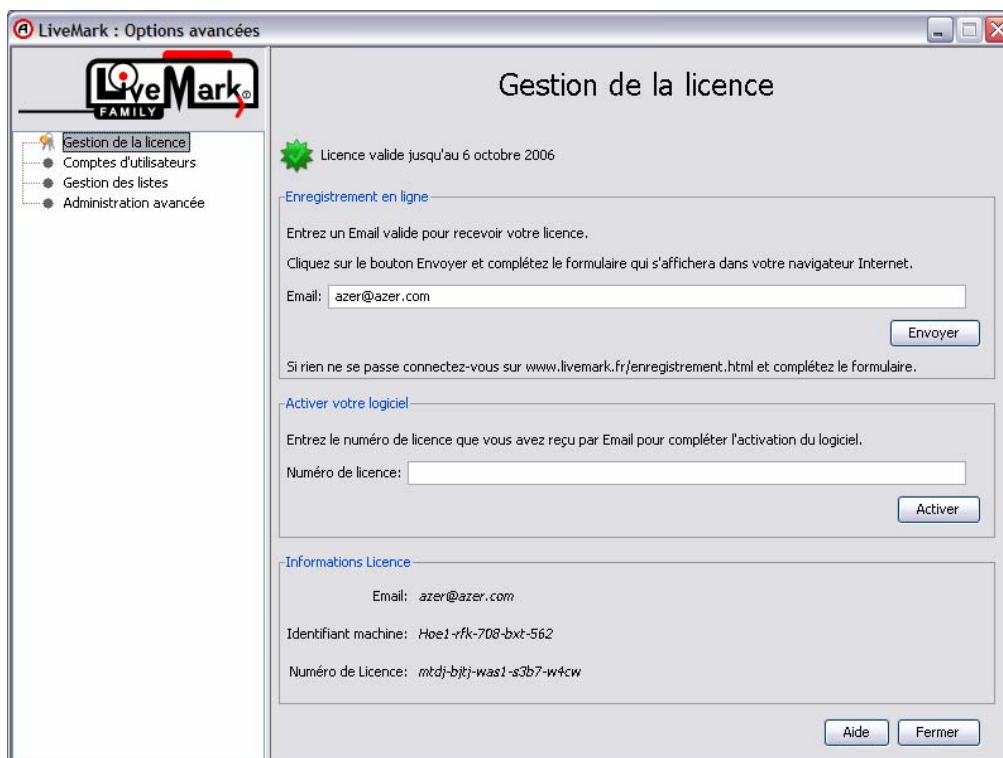 LiveMark : Options avancées
LiveMark
FAMILY
Gestion de la licence
Comptes d'utilisateurs
Gestion des listes
Administration avancée
Gestion de la licence
Licence valide jusqu'au 6 octobre 2006
Enregistrement en ligne
Entrez un Email valide pour recevoir votre licence.
Cliquez sur le bouton Envoyer et complétez le formulaire qui s'affichera dans votre navigateur Internet.
Email: azer@azer.com
Envoyer
Si rien ne se passe connectez-vous sur www.livemark.fr/enregistrement.html et complétez le formulaire.
Activer votre logiciel
Entrez le numéro de licence que vous avez reçu par Email pour compléter l'activation du logiciel.
Numéro de licence:
Activer
Informations Licence
Email: azer@azer.com
Identifiant machine: Hoe1-rfk-708-bxt-562
Numéro de Licence: mtdj-bjtj-was1-s3b7-w4cw
Aide Fermer